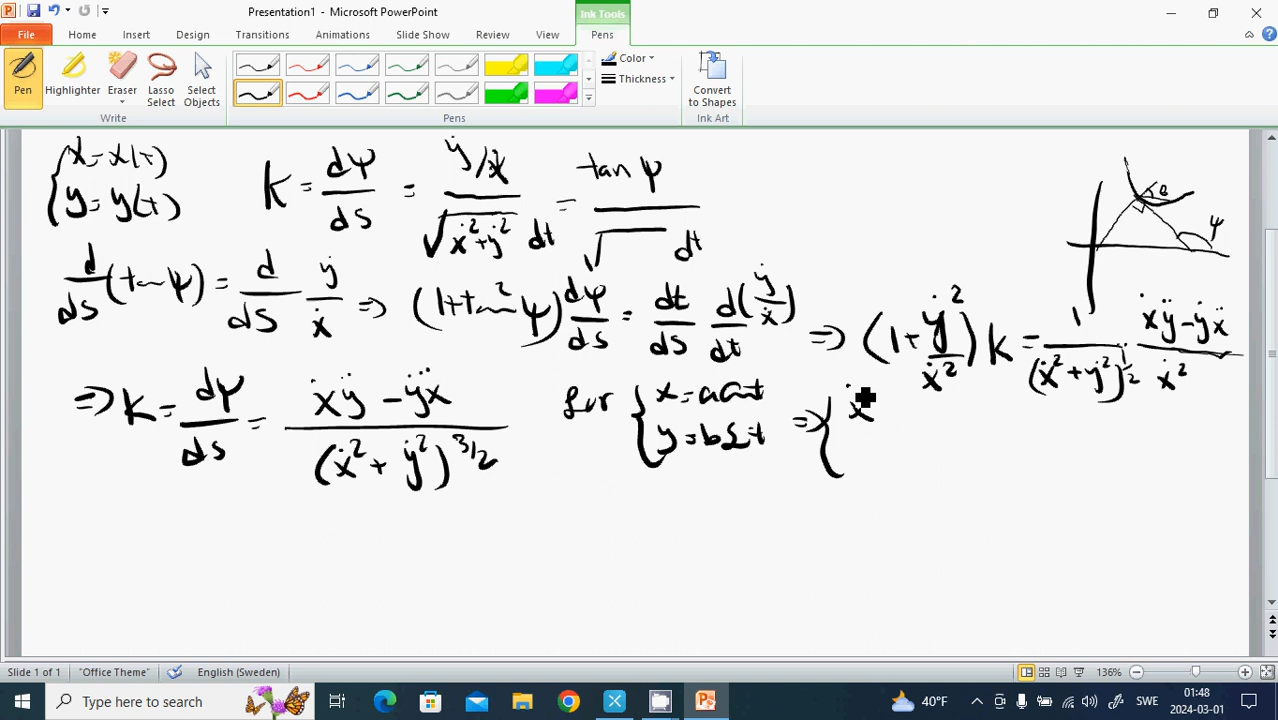 Presentation1 - Microsoft PowerPoint
Ink Tools
File Home Insert Design Transitions Animations Slide Show Review View Pens
Pen Highlighter Eraser Lasso Select Select Objects
Color
Thickness
Convert to Shapes
Write Pens Ink Art
{ x = x(t)
y = y(t)
K = dψ/ds = (ẏ/ẋ)/(√(ẋ²+ẏ²) dt) = tan ψ/(√ dt)
θ
ψ
d/ds (tan ψ) = d/ds ẏ/ẋ ⇒ (1+tan²ψ) dψ/ds = dt/ds d(ẏ/ẋ)/dt ⇒ (1+ẏ²/ẋ²) K = 1/(ẋ²+ẏ²)^1/2 (ẋÿ-ẏẍ)/ẋ²
⇒ K = dψ/ds = (ẋÿ - ẏẍ)/(ẋ² + ẏ²)^3/2
for { x = a t
y = b t
⇒ { ẋ
Slide 1 of 1 "Office Theme" English (Sweden) 136%
Type here to search 40°F SWE 01:48
2024-03-01